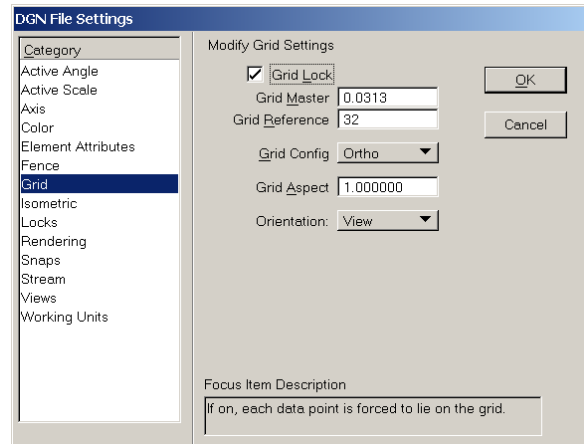 DGN File Settings
Category
Active Angle
Active Scale
Axis
Color
Element Attributes
Fence
Grid
Isometric
Locks
Rendering
Snaps
Stream
Views
Working Units
Modify Grid Settings
Grid Lock
Grid Master 0.0313
Grid Reference 32
Grid Config Ortho
Grid Aspect 1.000000
Orientation: View
OK
Cancel
Focus Item Description
If on, each data point is forced to lie on the grid.